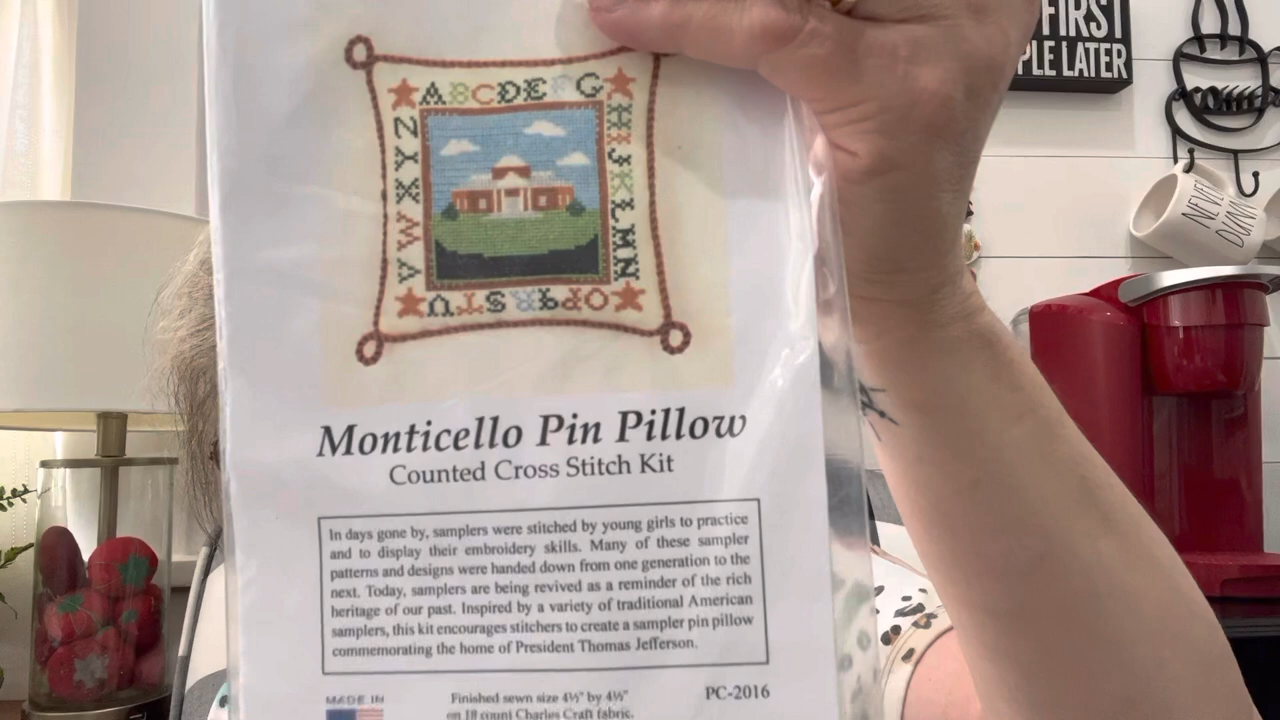 FIRST
PLE LATER
NEVER
DUNN
ABCDEFG
HIJKLMN
OPQRSTU
VWXYZ
Monticello Pin Pillow
Counted Cross Stitch Kit
In days gone by, samplers were stitched by young girls to practice
and to display their embroidery skills. Many of these sampler
patterns and designs were handed down from one generation to the
next. Today, samplers are being revived as a reminder of the rich
heritage of our past. Inspired by a variety of traditional American
samplers, this kit encourages stitchers to create a sampler pin pillow
commemorating the home of President Thomas Jefferson.
MADE IN
Finished sewn size 4½" by 4½"
on 18 count Charles Craft fabric.
PC-2016